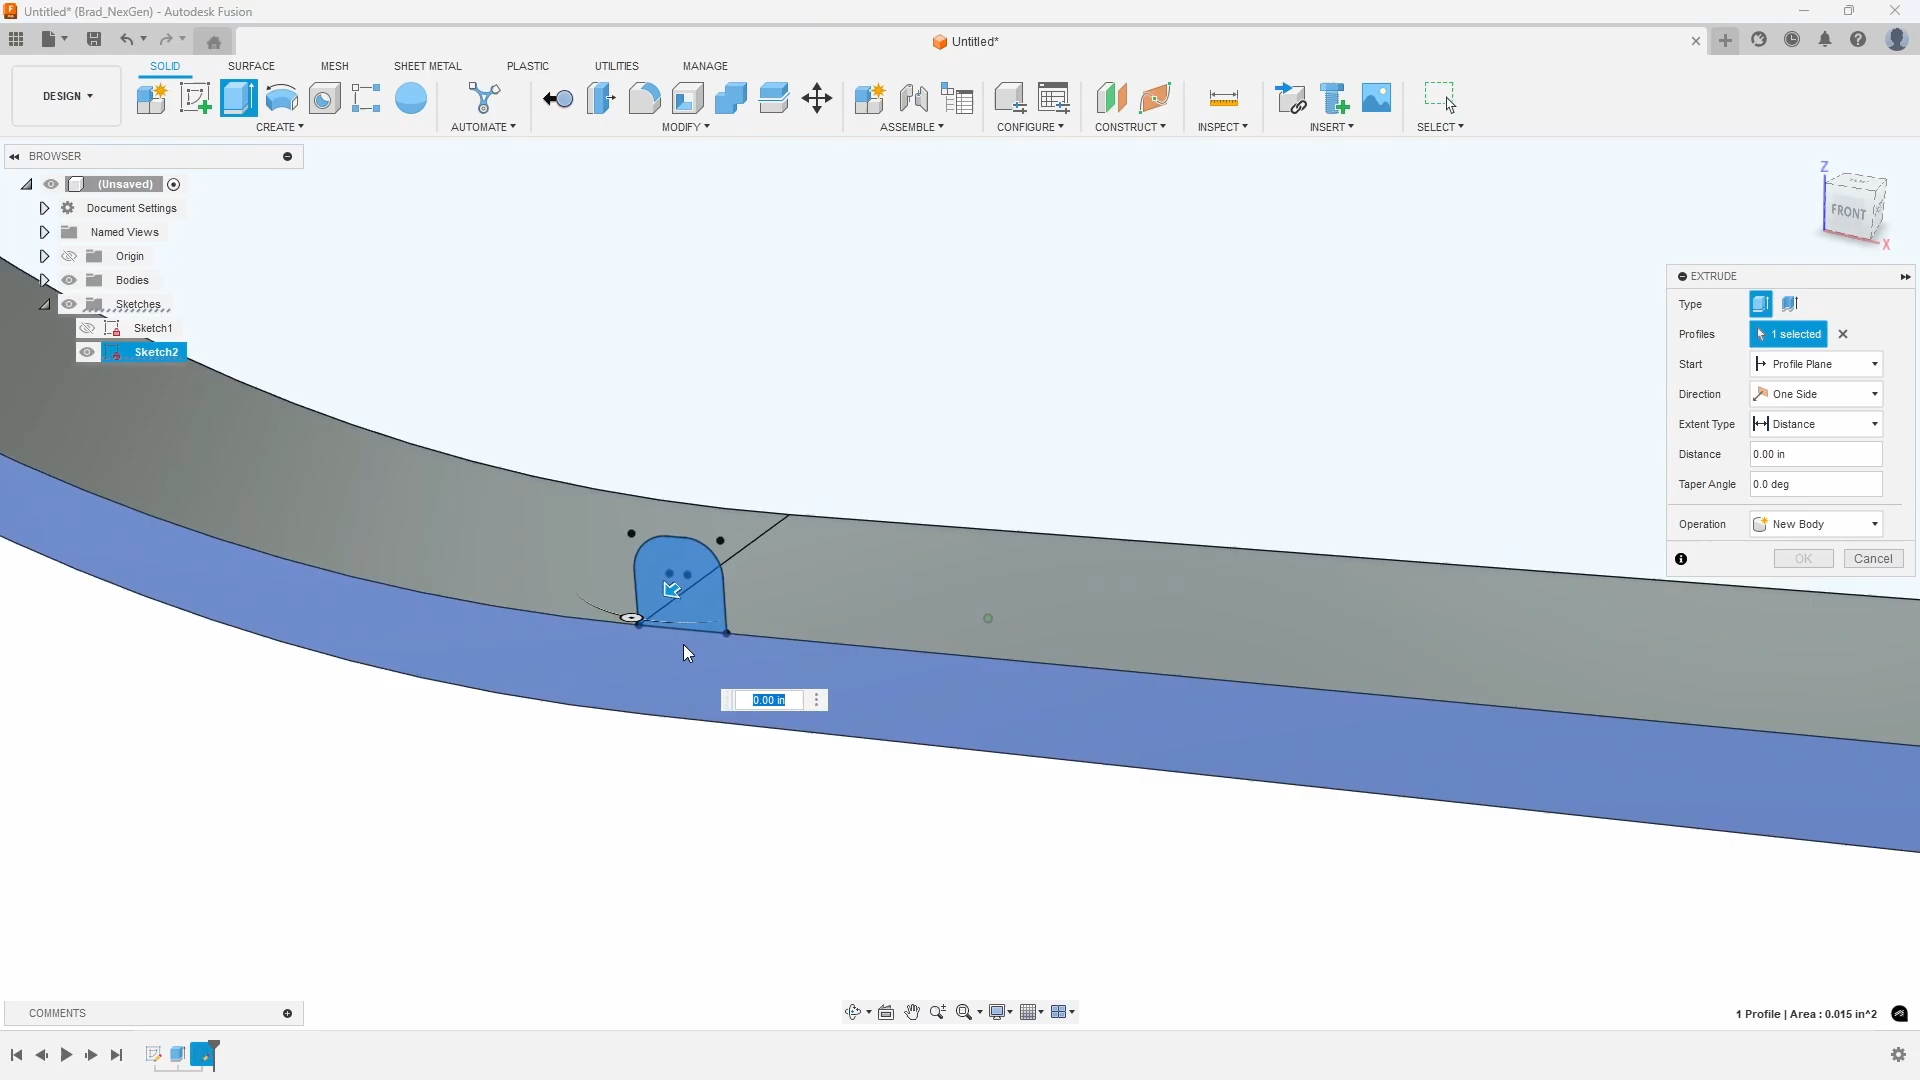 Untitled* (Brad_NexGen) - Autodesk Fusion
Untitled*
SOLID SURFACE MESH SHEET METAL PLASTIC UTILITIES MANAGE
DESIGN
CREATE AUTOMATE MODIFY ASSEMBLE CONFIGURE CONSTRUCT INSPECT INSERT SELECT
BROWSER
(Unsaved)
Document Settings
Named Views
Origin
Bodies
Sketches
Sketch1
Sketch2
Z
FRONT
X
EXTRUDE
Type
Profiles 1 selected
Start Profile Plane
Direction One Side
Extent Type Distance
Distance 0.00 in
Taper Angle 0.0 deg
Operation New Body
OK Cancel
0.00 in
COMMENTS
1 Profile | Area : 0.015 in^2